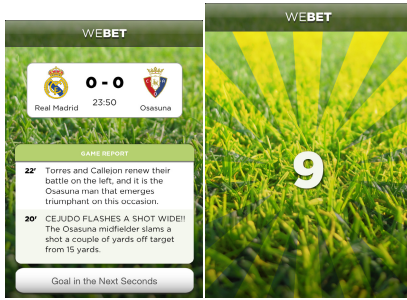 WEBET
0 - 0
23:50
Real Madrid
Osasuna
GAME REPORT
22' Torres and Callejon renew their
battle on the left, and it is the
Osasuna man that emerges
triumphant on this occasion.
20' CEJUDO FLASHES A SHOT WIDE!!
The Osasuna midfielder slams a
shot a couple of yards off target
from 15 yards.
Goal in the Next Seconds
WEBET
9